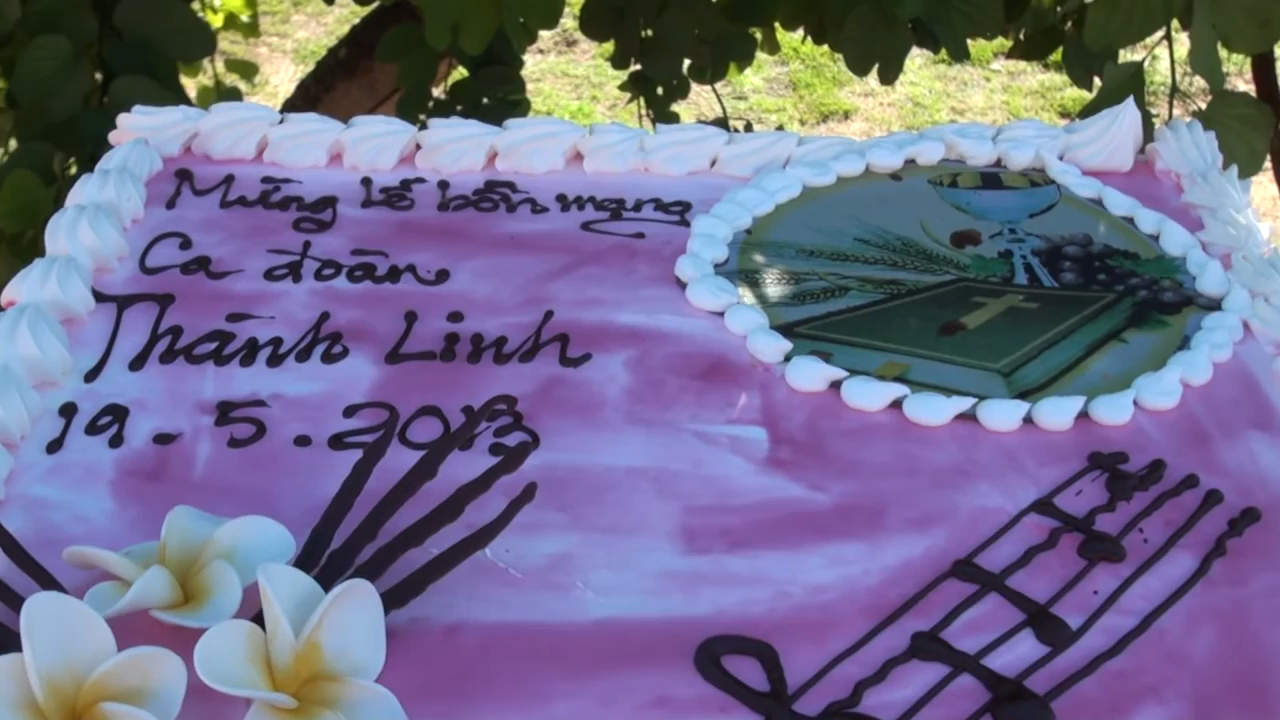 Mừng lễ bổn mạng
Ca đoàn
Thánh Linh
19.5.2013